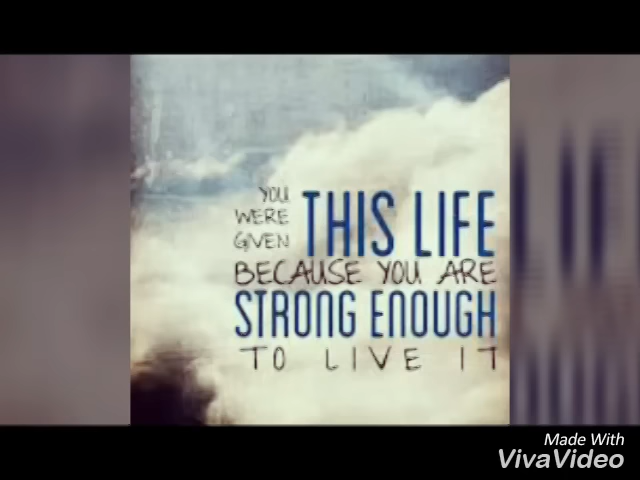 YOU
WERE
GIVEN
THIS LIFE
BECAUSE YOU ARE
STRONG ENOUGH
TO LIVE IT
Made With
VivaVideo